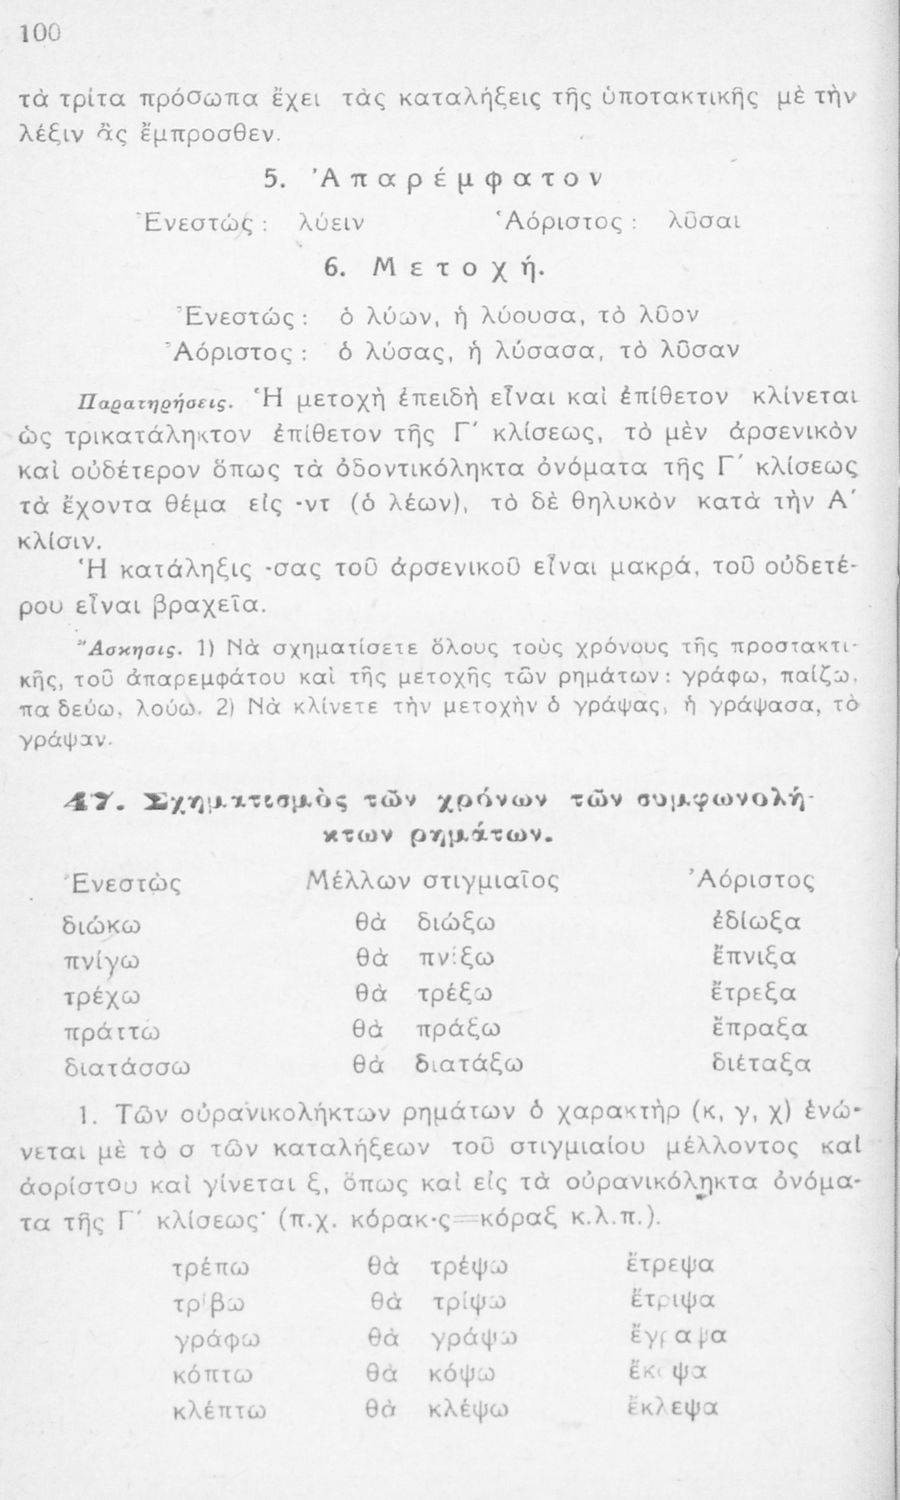 100
τὰ τρίτα πρόσωπα ἔχει τὰς καταλήξεις τῆς ὑποτακτικῆς μὲ τὴν
λέξιν ἂς ἔμπροσθεν.
5. Ἀπαρέμφατον
Ἐνεστώς : λύειν Ἀόριστος : λῦσαι
6. Μετοχή.
Ἐνεστώς : ὁ λύων, ἡ λύουσα, τὸ λῦον
Ἀόριστος : ὁ λύσας, ἡ λύσασα, τὸ λῦσαν
Παρατηρήσεις. Ἡ μετοχὴ ἐπειδὴ εἶναι καὶ ἐπίθετον κλίνεται
ὡς τρικατάληκτον ἐπίθετον τῆς Γ΄ κλίσεως, τὸ μὲν ἀρσενικὸν
καὶ οὐδέτερον ὅπως τὰ ὀδοντικόληκτα ὀνόματα τῆς Γ΄ κλίσεως
τὰ ἔχοντα θέμα εἰς -ντ (ὁ λέων), τὸ δὲ θηλυκὸν κατὰ τὴν Α΄
κλίσιν.
Ἡ κατάληξις -σας τοῦ ἀρσενικοῦ εἶναι μακρά, τοῦ οὐδετέ-
ρου εἶναι βραχεῖα.
Ἄσκησις. 1) Νὰ σχηματίσετε ὅλους τοὺς χρόνους τῆς προστακτι-
κῆς, τοῦ ἀπαρεμφάτου καὶ τῆς μετοχῆς τῶν ρημάτων : γράφω, παίζω,
πα δεύω, λούω. 2) Νὰ κλίνετε τὴν μετοχὴν ὁ γράψας, ἡ γράψασα, τὸ
γράψαν.
47. Σχηματισμὸς τῶν χρόνων τῶν συμφωνολή-
κτων ρημάτων.
Ἐνεστὼς Μέλλων στιγμιαῖος Ἀόριστος
διώκω θὰ διώξω ἐδίωξα
πνίγω θὰ πνίξω ἔπνιξα
τρέχω θὰ τρέξω ἔτρεξα
πράττω θὰ πράξω ἔπραξα
διατάσσω θὰ διατάξω διέταξα
1. Τῶν οὐρανικολήκτων ρημάτων ὁ χαρακτὴρ (κ, γ, χ) ἑνώ-
νεται μὲ τὸ σ τῶν καταλήξεων τοῦ στιγμιαίου μέλλοντος καὶ
ἀορίστου καὶ γίνεται ξ, ὅπως καὶ εἰς τὰ οὐρανικόληκτα ὀνόμα-
τα τῆς Γ΄ κλίσεως· (π.χ. κόρακ-ς=κόραξ κ.λ.π.).
τρέπω θὰ τρέψω ἔτρεψα
τρίβω θὰ τρίψω ἔτριψα
γράφω θὰ γράψω ἔγραψα
κόπτω θὰ κόψω ἔκοψα
κλέπτω θὰ κλέψω ἔκλεψα